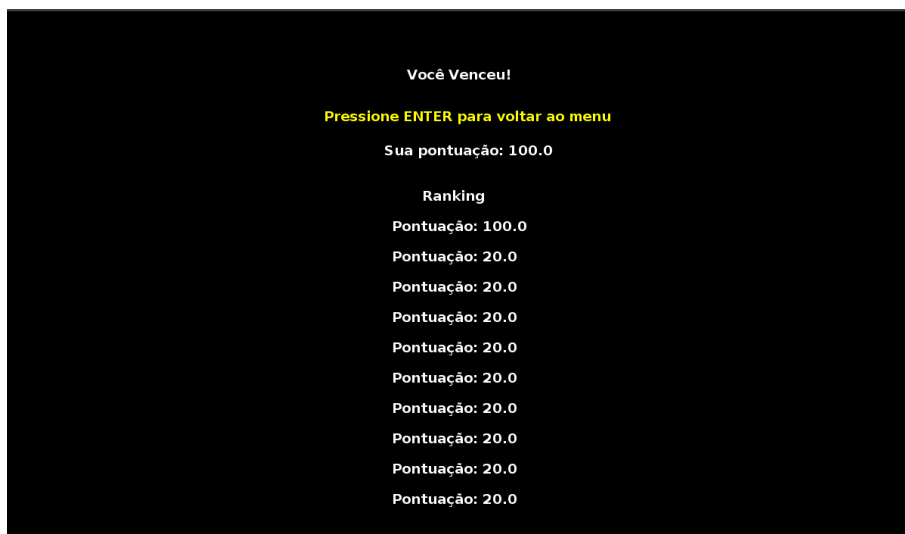 Você Venceu!
Pressione ENTER para voltar ao menu
Sua pontuação: 100.0
Ranking
Pontuação: 100.0
Pontuação: 20.0
Pontuação: 20.0
Pontuação: 20.0
Pontuação: 20.0
Pontuação: 20.0
Pontuação: 20.0
Pontuação: 20.0
Pontuação: 20.0
Pontuação: 20.0